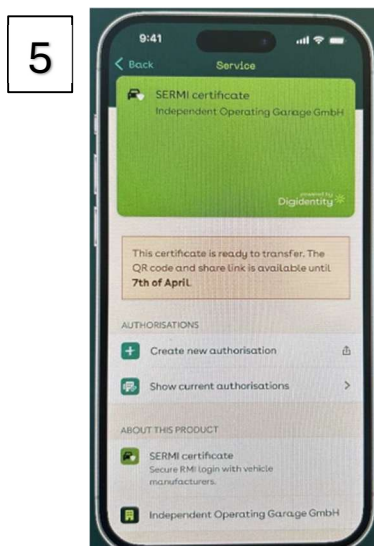 5
9:41
Back
Service
SERMI certificate
Independent Operating Garage GmbH
powered by
Digidentity
This certificate is ready to transfer. The
QR code and share link is available until
7th of April.
AUTHORISATIONS
Create new authorisation
Show current authorisations
ABOUT THIS PRODUCT
SERMI certificate
Secure RMI login with vehicle
manufacturers.
Independent Operating Garage GmbH